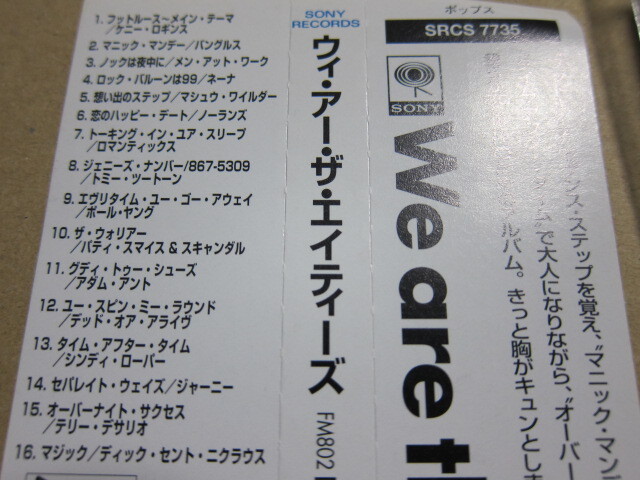 1. フットルース〜メイン・テーマ
/ケニー・ロギンス
2. マニック・マンデー/バングルス
3. ノックは夜中に/メン・アット・ワーク
4. ロック・バルーンは99/ネーナ
5. 想い出のステップ/マシュウ・ワイルダー
6. 恋のハッピー・デート/ノーランズ
7. トーキング・イン・ユア・スリープ
/ロマンティックス
8. ジェニーズ・ナンバー/867-5309
/トミー・ツートーン
9. エヴリタイム・ユー・ゴー・アウェイ
/ポール・ヤング
10. ザ・ウォリアー
/パティ・スマイス & スキャンダル
11. グディ・トゥー・シューズ
/アダム・アント
12. ユー・スピン・ミー・ラウンド
/デッド・オア・アライヴ
13. タイム・アフター・タイム
/シンディ・ローパー
14. セパレイト・ウェイズ/ジャーニー
15. オーバーナイト・サクセス
/テリー・デサリオ
16. マジック/ディック・セント・ニクラウス
SONY
RECORDS
ウィ・アー・ザ・エイティーズ
FM802
ポップス
SRCS 7735
SONY
We are th
ス・ステップを覚え、"マニック・マンデ
で大人になりながら、"オーバー
ルバム。きっと胸がキュンとしま